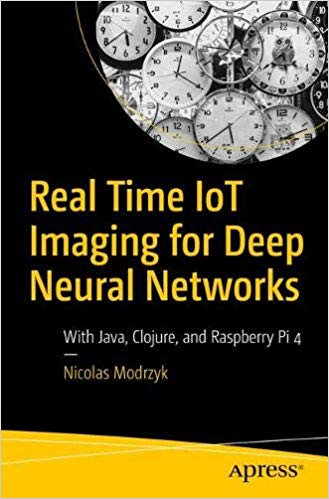 Real Time IoT
Imaging for Deep
Neural Networks
With Java, Clojure, and Raspberry Pi 4
—
Nicolas Modrzyk
Apress®